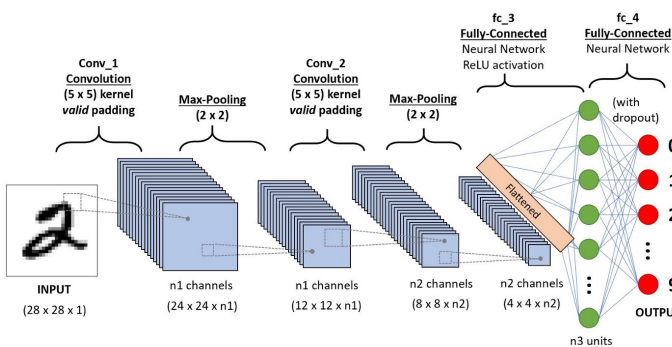 fc_3
Fully-Connected
Neural Network
ReLU activation
fc_4
Fully-Connected
Neural Network
Conv_1
Convolution
(5 x 5) kernel
valid padding
Max-Pooling
(2 x 2)
Conv_2
Convolution
(5 x 5) kernel
valid padding
Max-Pooling
(2 x 2)
(with
dropout)
2
Flattened
0
1
2
9
INPUT
(28 x 28 x 1)
n1 channels
(24 x 24 x n1)
n1 channels
(12 x 12 x n1)
n2 channels
(8 x 8 x n2)
n2 channels
(4 x 4 x n2)
OUTPU
n3 units